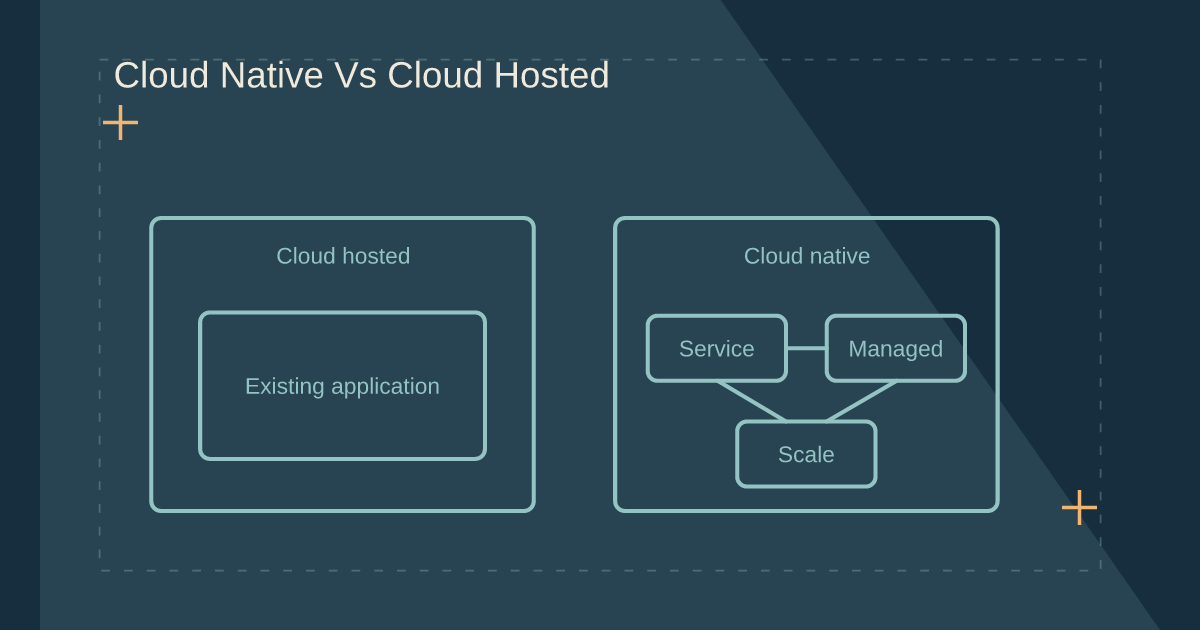 Cloud Native Vs Cloud Hosted
Cloud hosted
Existing application
Cloud native
Service
Managed
Scale